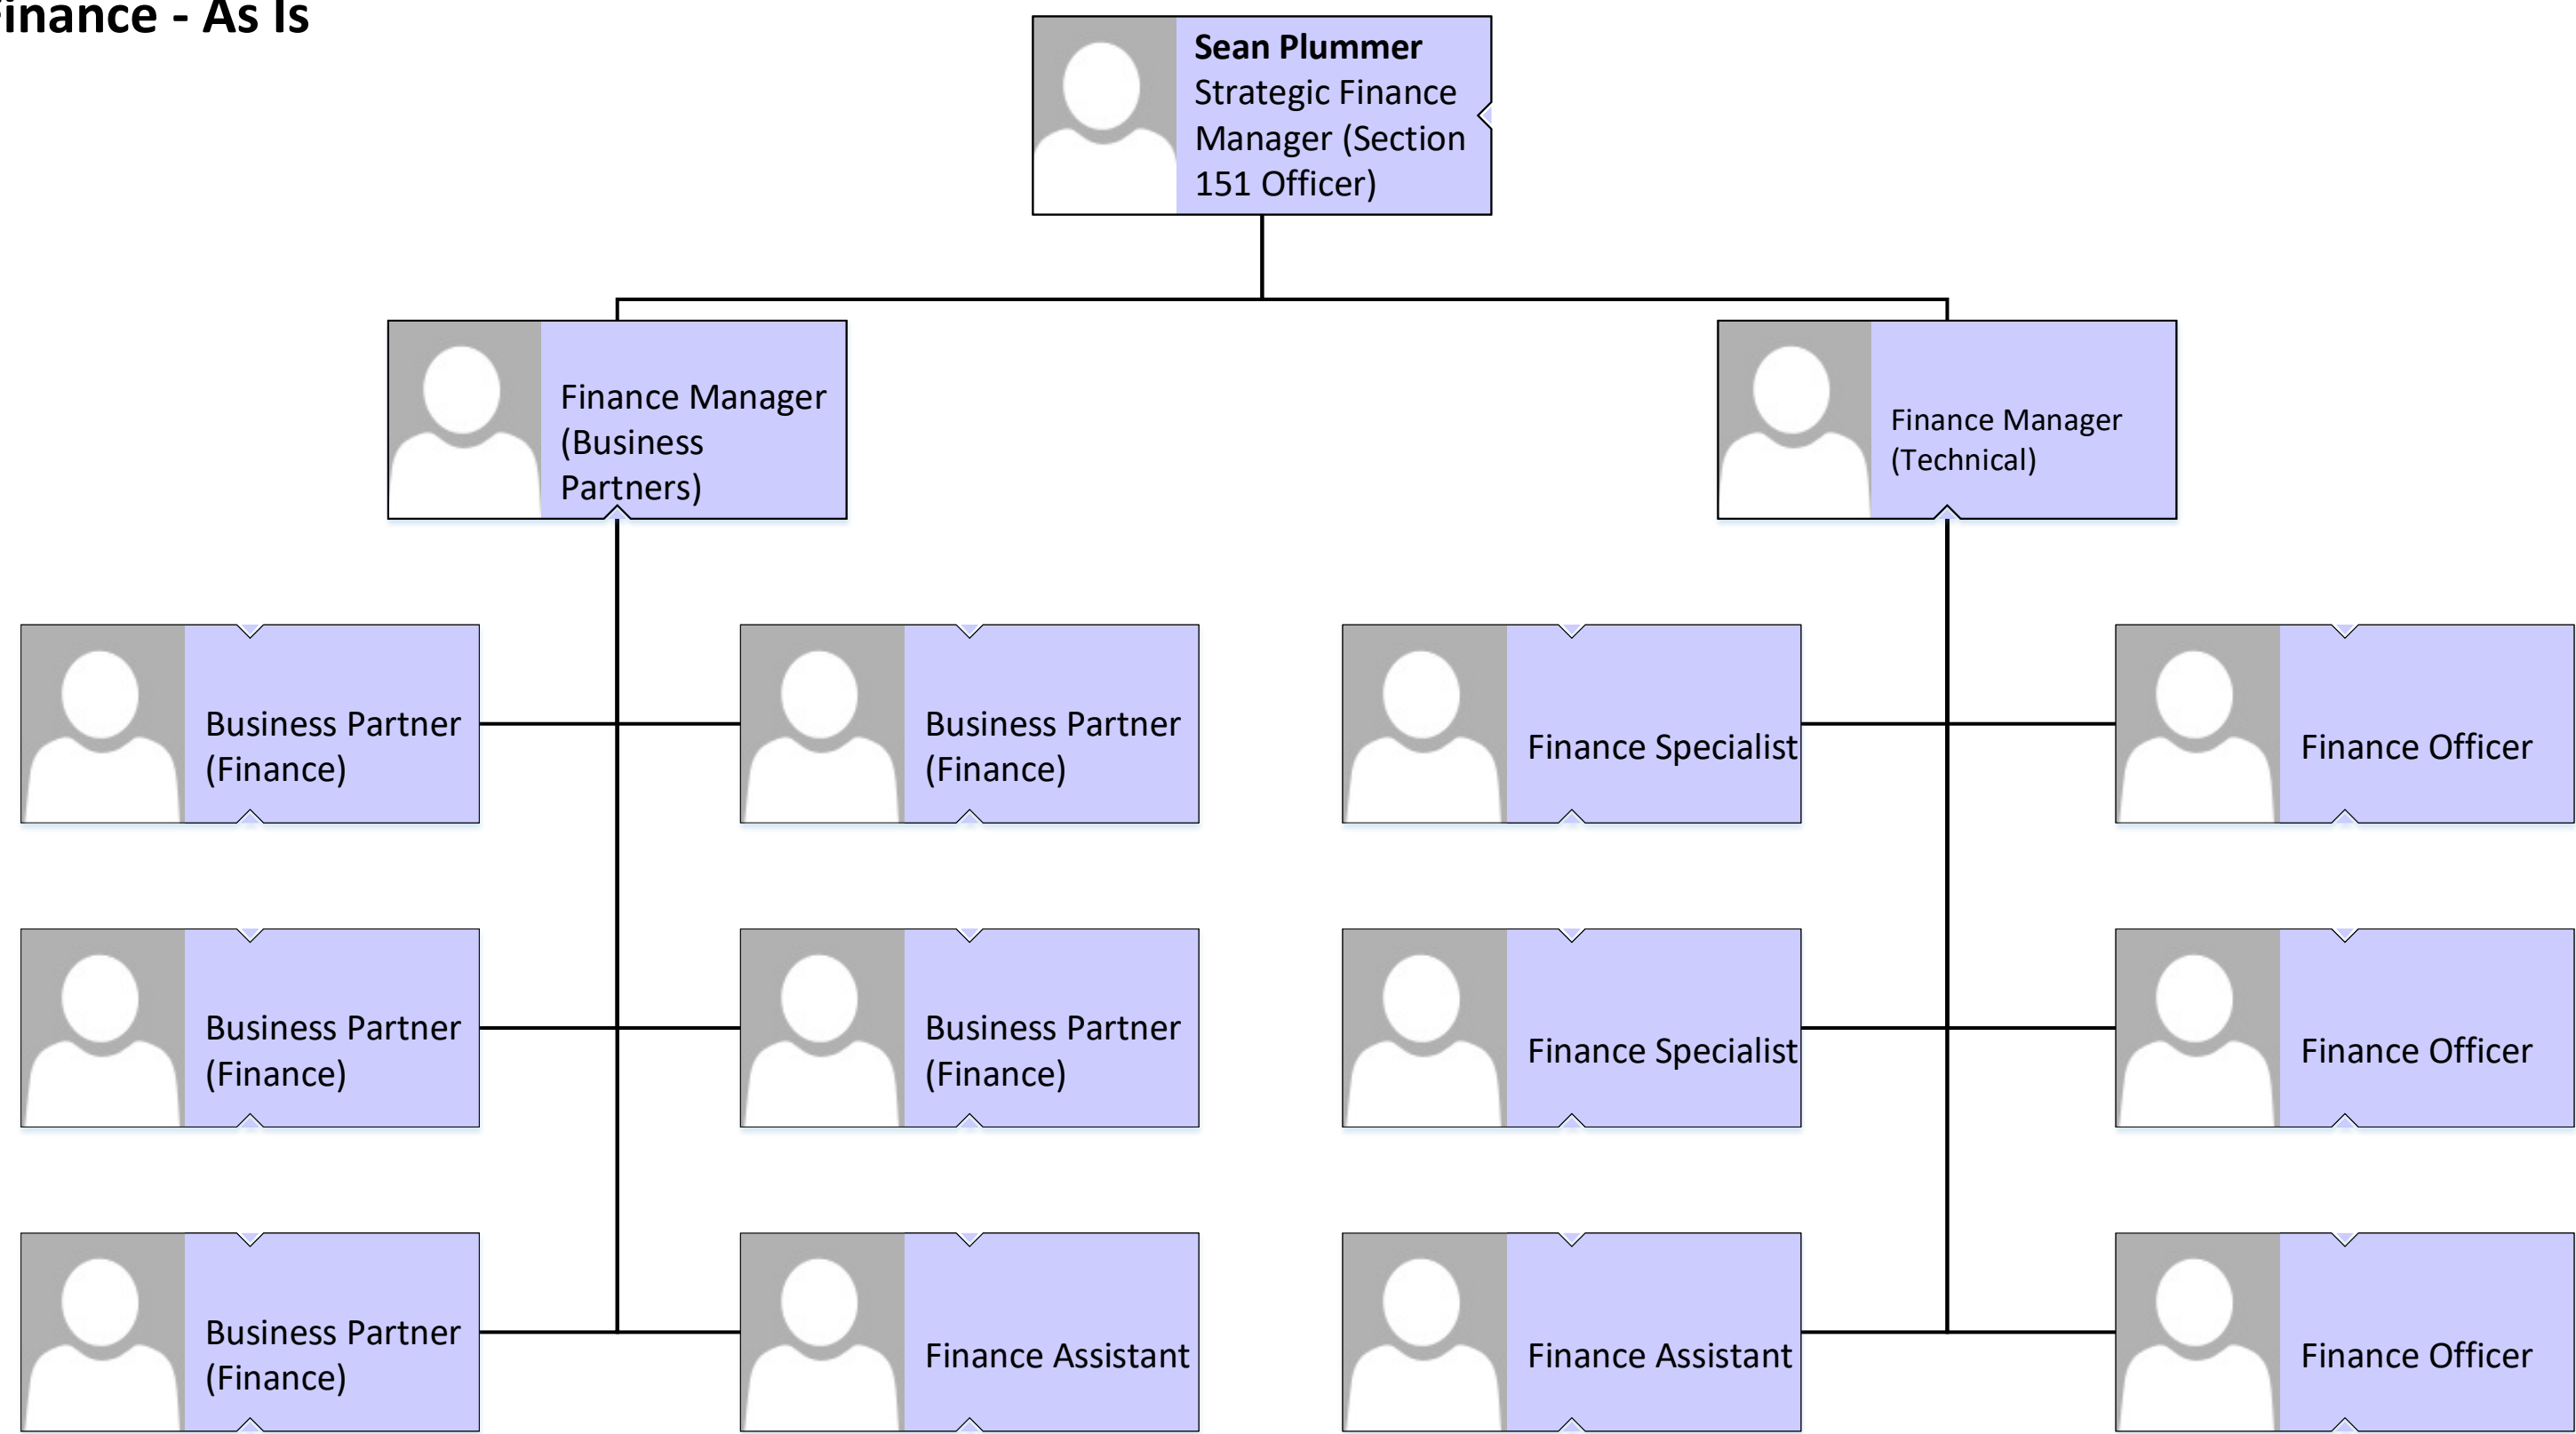 Finance - As Is
Sean Plummer
Strategic Finance
Manager (Section
151 Officer)
Finance Manager
(Business
Partners)
Finance Manager
(Technical)
Business Partner
(Finance)
Business Partner
(Finance)
Finance Specialist
Finance Officer
Business Partner
(Finance)
Business Partner
(Finance)
Finance Specialist
Finance Officer
Business Partner
(Finance)
Finance Assistant
Finance Assistant
Finance Officer